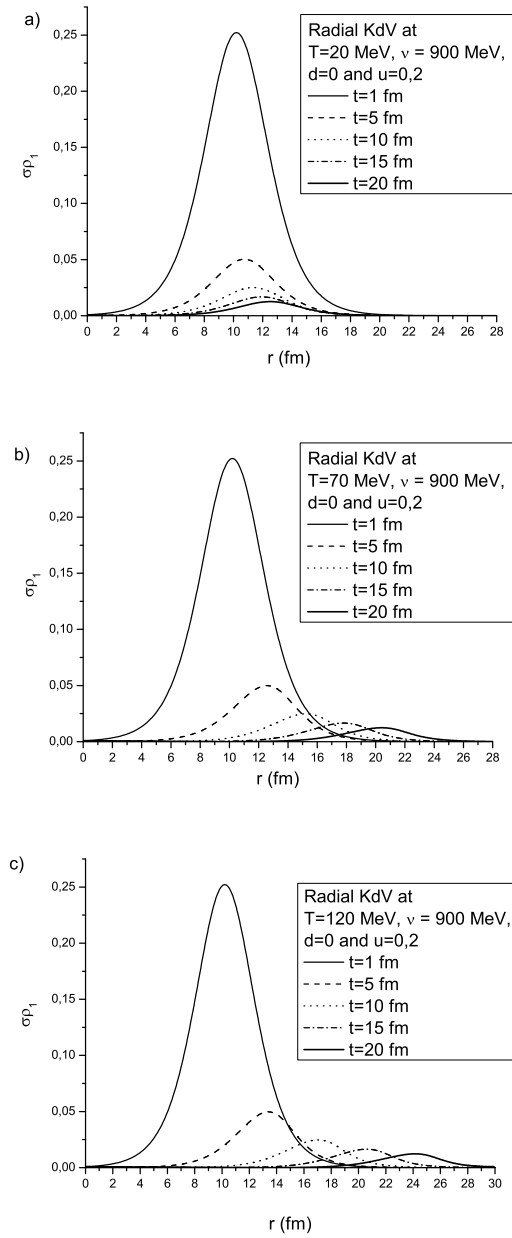 a)
0,25
0,20
0,15
0,10
0,05
0,00
σρ₁
0 2 4 6 8 10 12 14 16 18 20 22 24 26 28
r (fm)
Radial KdV at
T=20 MeV, ν = 900 MeV,
d=0 and u=0,2
t=1 fm
t=5 fm
t=10 fm
t=15 fm
t=20 fm
b)
0,25
0,20
0,15
0,10
0,05
0,00
σρ₁
0 2 4 6 8 10 12 14 16 18 20 22 24 26 28
r (fm)
Radial KdV at
T=70 MeV, ν = 900 MeV,
d=0 and u=0,2
t=1 fm
t=5 fm
t=10 fm
t=15 fm
t=20 fm
c)
0,25
0,20
0,15
0,10
0,05
0,00
σρ₁
0 2 4 6 8 10 12 14 16 18 20 22 24 26 28 30
r (fm)
Radial KdV at
T=120 MeV, ν = 900 MeV,
d=0 and u=0,2
t=1 fm
t=5 fm
t=10 fm
t=15 fm
t=20 fm